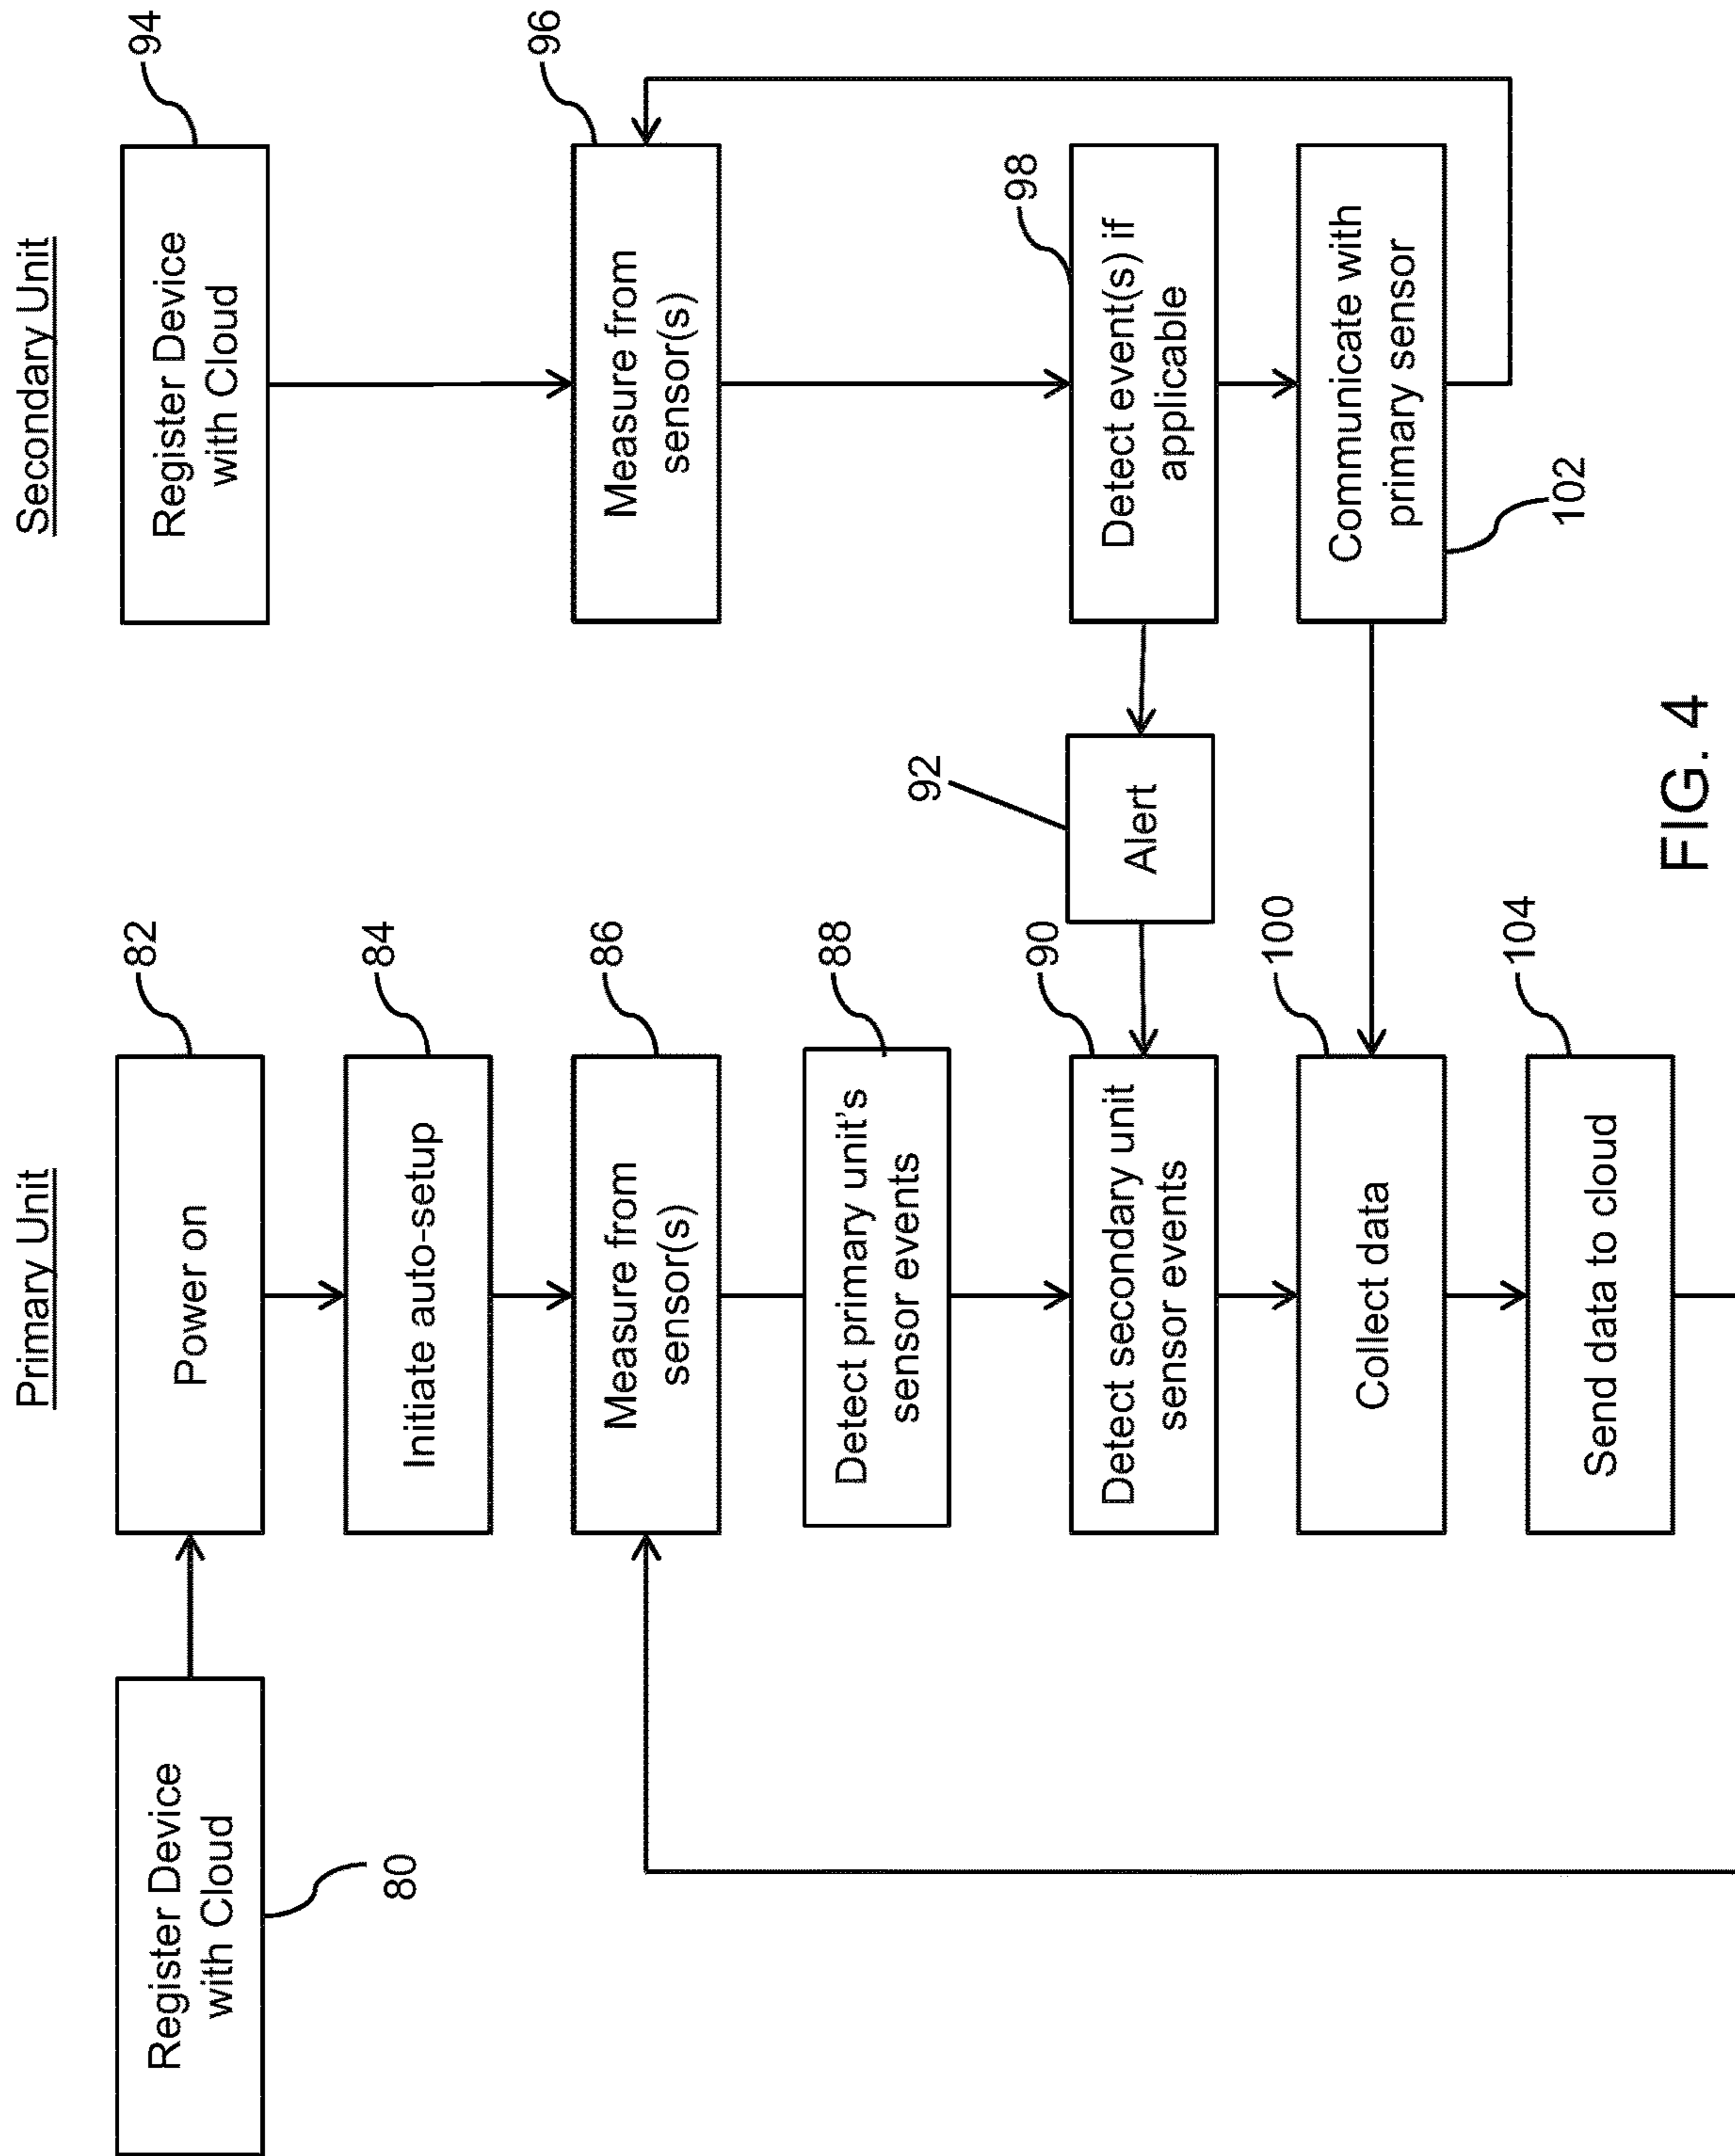 Primary Unit
Secondary Unit
Register Device
with Cloud
80
Power on
82
Register Device
with Cloud
94
Initiate auto-setup
84
Measure from
sensor(s)
86
Measure from
sensor(s)
96
Detect primary unit's
sensor events
88
Detect secondary unit
sensor events
90
Alert
92
Detect event(s) if
applicable
98
Collect data
100
Communicate with
primary sensor
102
Send data to cloud
104
FIG. 4